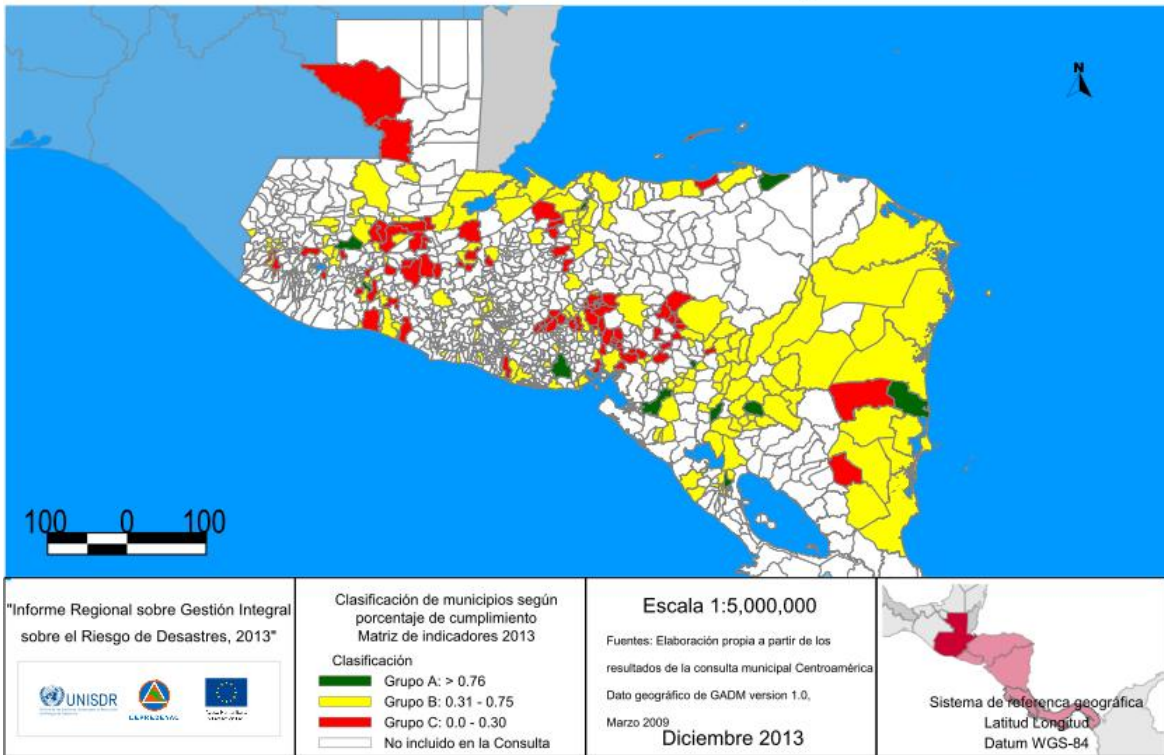 N
100 0 100
"Informe Regional sobre Gestión Integral
sobre el Riesgo de Desastres, 2013"
UNISDR
CEPREDENAC
Clasificación de municipios según
porcentaje de cumplimiento
Matriz de indicadores 2013
Clasificación
Grupo A: > 0.76
Grupo B: 0.31 - 0.75
Grupo C: 0.0 - 0.30
No incluido en la Consulta
Escala 1:5,000,000
Fuentes: Elaboración propia a partir de los
resultados de la consulta municipal Centroamérica
Dato geográfico de GADM version 1.0,
Marzo 2009
Diciembre 2013
Sistema de referenca geográfica
Latitud Longitud
Datum WGS-84